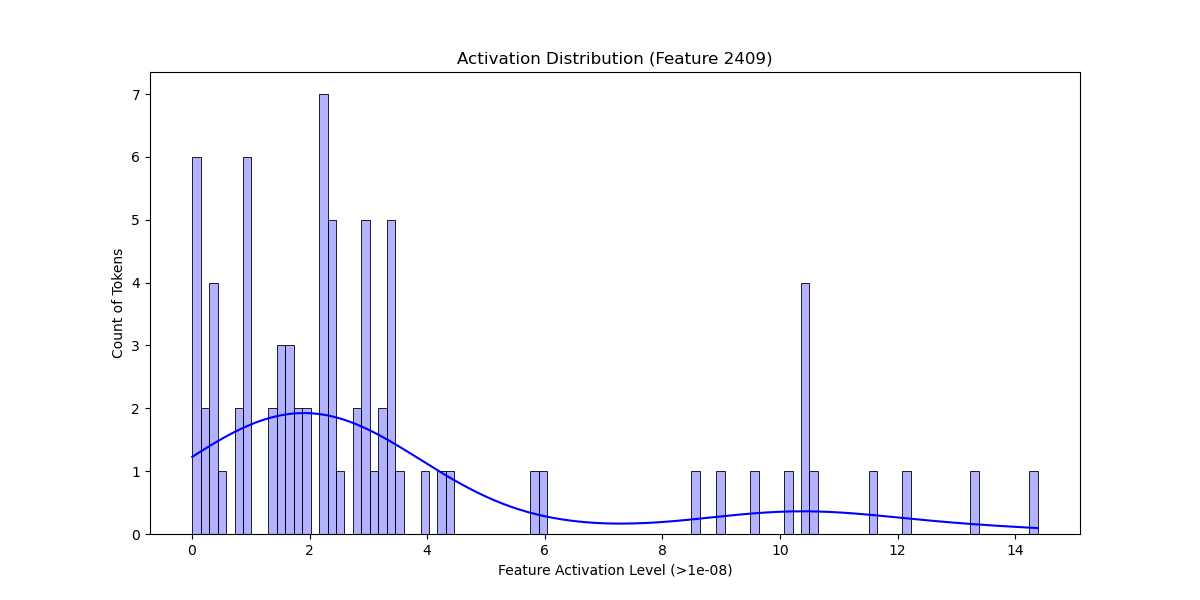 Activation Distribution (Feature 2409)
7
6
5
4
3
2
1
0
Count of Tokens
0 2 4 6 8 10 12 14
Feature Activation Level (>1e-08)